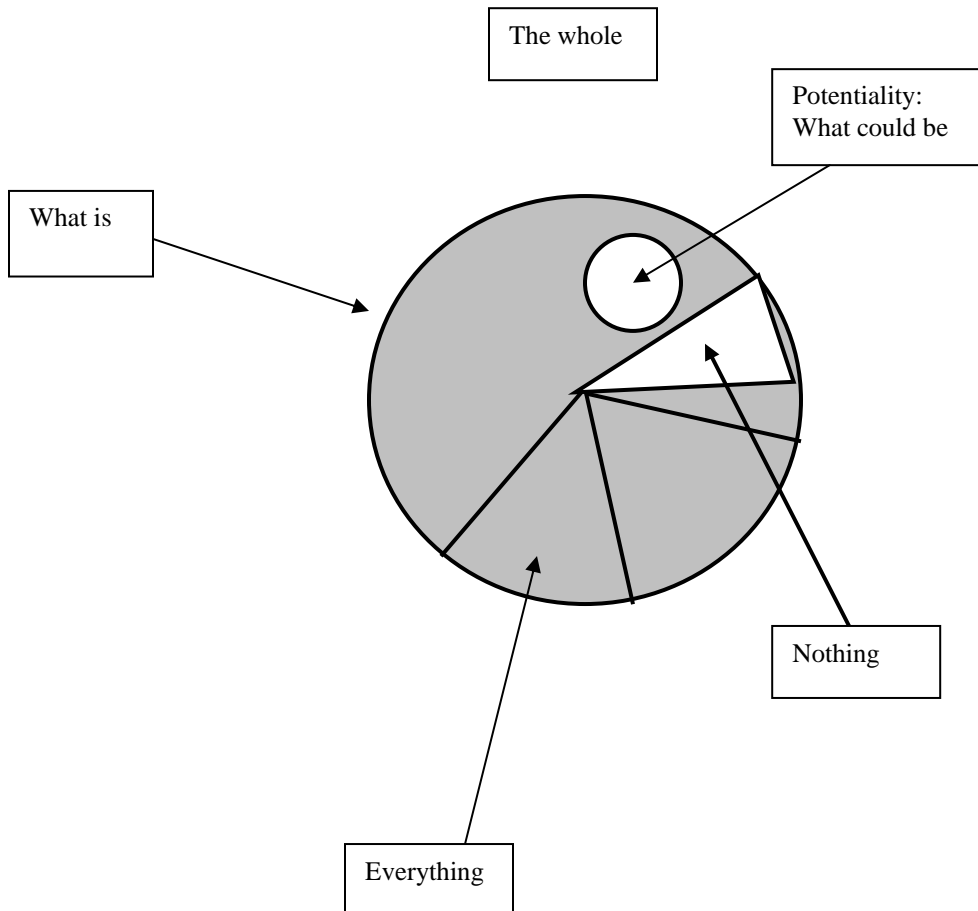 The whole
Potentiality:
What could be
What is
Nothing
Everything